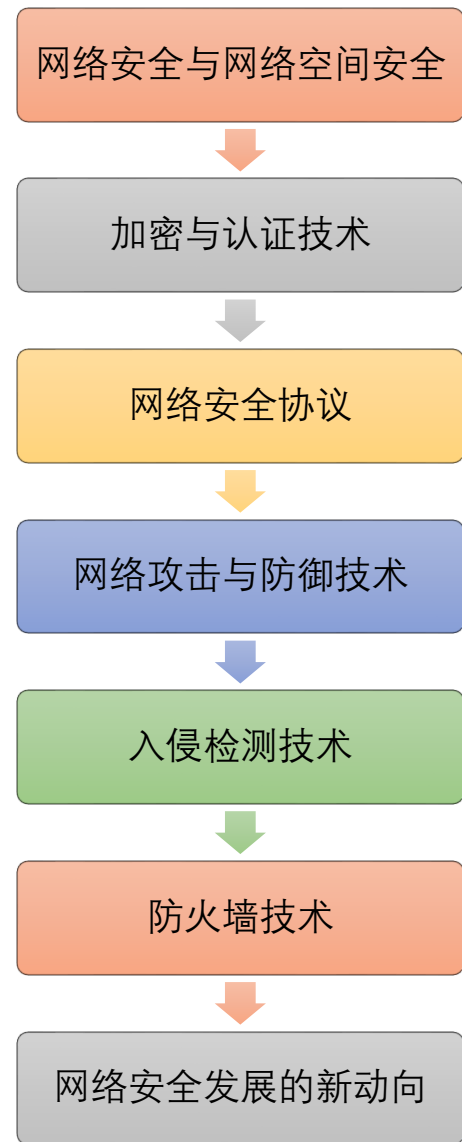 网络安全与网络空间安全
加密与认证技术
网络安全协议
网络攻击与防御技术
入侵检测技术
防火墙技术
网络安全发展的新动向